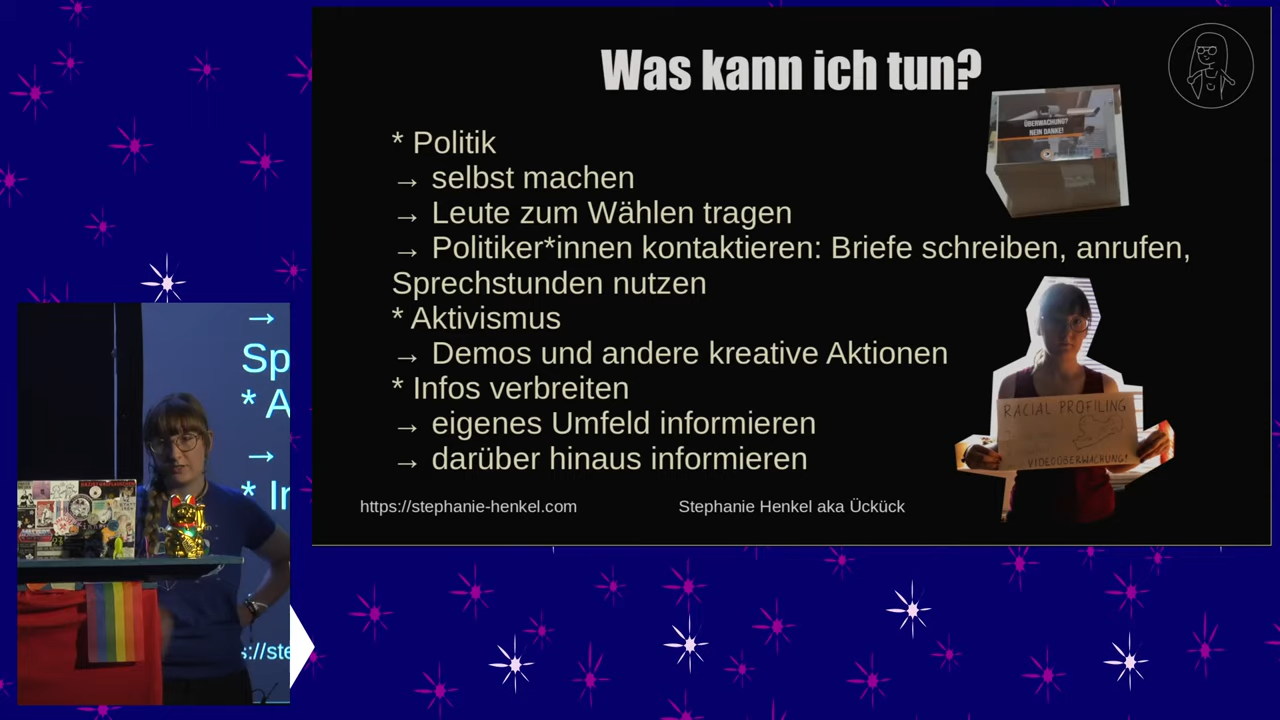 Was kann ich tun?
* Politik
→ selbst machen
→ Leute zum Wählen tragen
→ Politiker*innen kontaktieren: Briefe schreiben, anrufen,
Sprechstunden nutzen
* Aktivismus
→ Demos und andere kreative Aktionen
* Infos verbreiten
→ eigenes Umfeld informieren
→ darüber hinaus informieren
https://stephanie-henkel.com
Stephanie Henkel aka Ückück
ÜBERWACHUNG?
NEIN DANKE!
RACIAL PROFILING
VIDEOÜBERWACHUNG!
→
Sp
* A
→
* In
s://ste